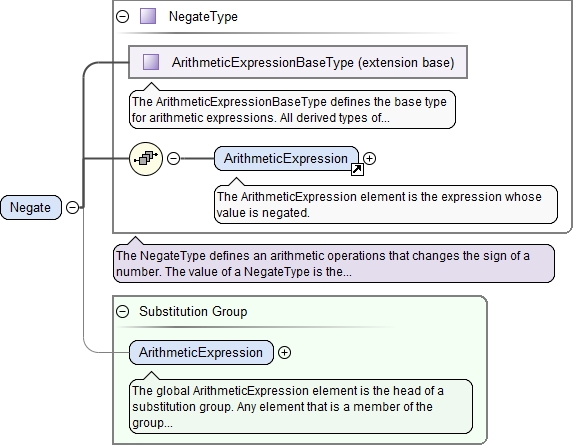 NegateType
ArithmeticExpressionBaseType (extension base)
The ArithmeticExpressionBaseType defines the base type
for arithmetic expressions. All derived types of...
ArithmeticExpression
The ArithmeticExpression element is the expression whose
value is negated.
Negate
The NegateType defines an arithmetic operations that changes the sign of a
number. The value of a NegateType is the...
Substitution Group
ArithmeticExpression
The global ArithmeticExpression element is the head of a
substitution group. Any element that is a member of the
group...